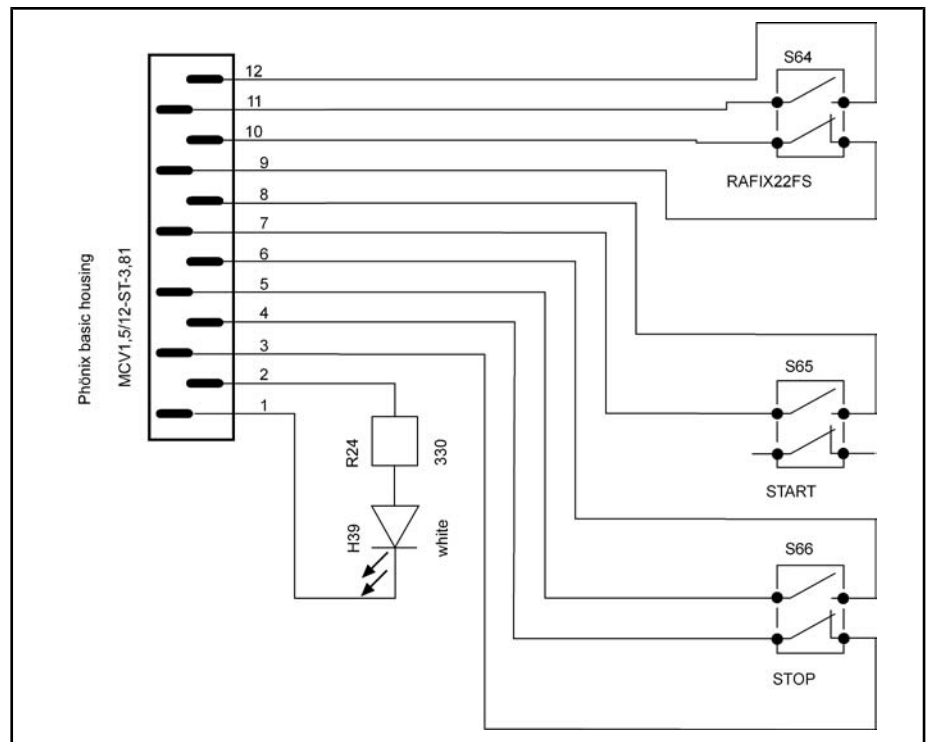 12
11
10
9
8
7
6
5
4
3
2
1
Phönix basic housing
MCV1,5/12-ST-3,81
R24
330
H39
white
S64
RAFIX22FS
S65
START
S66
STOP